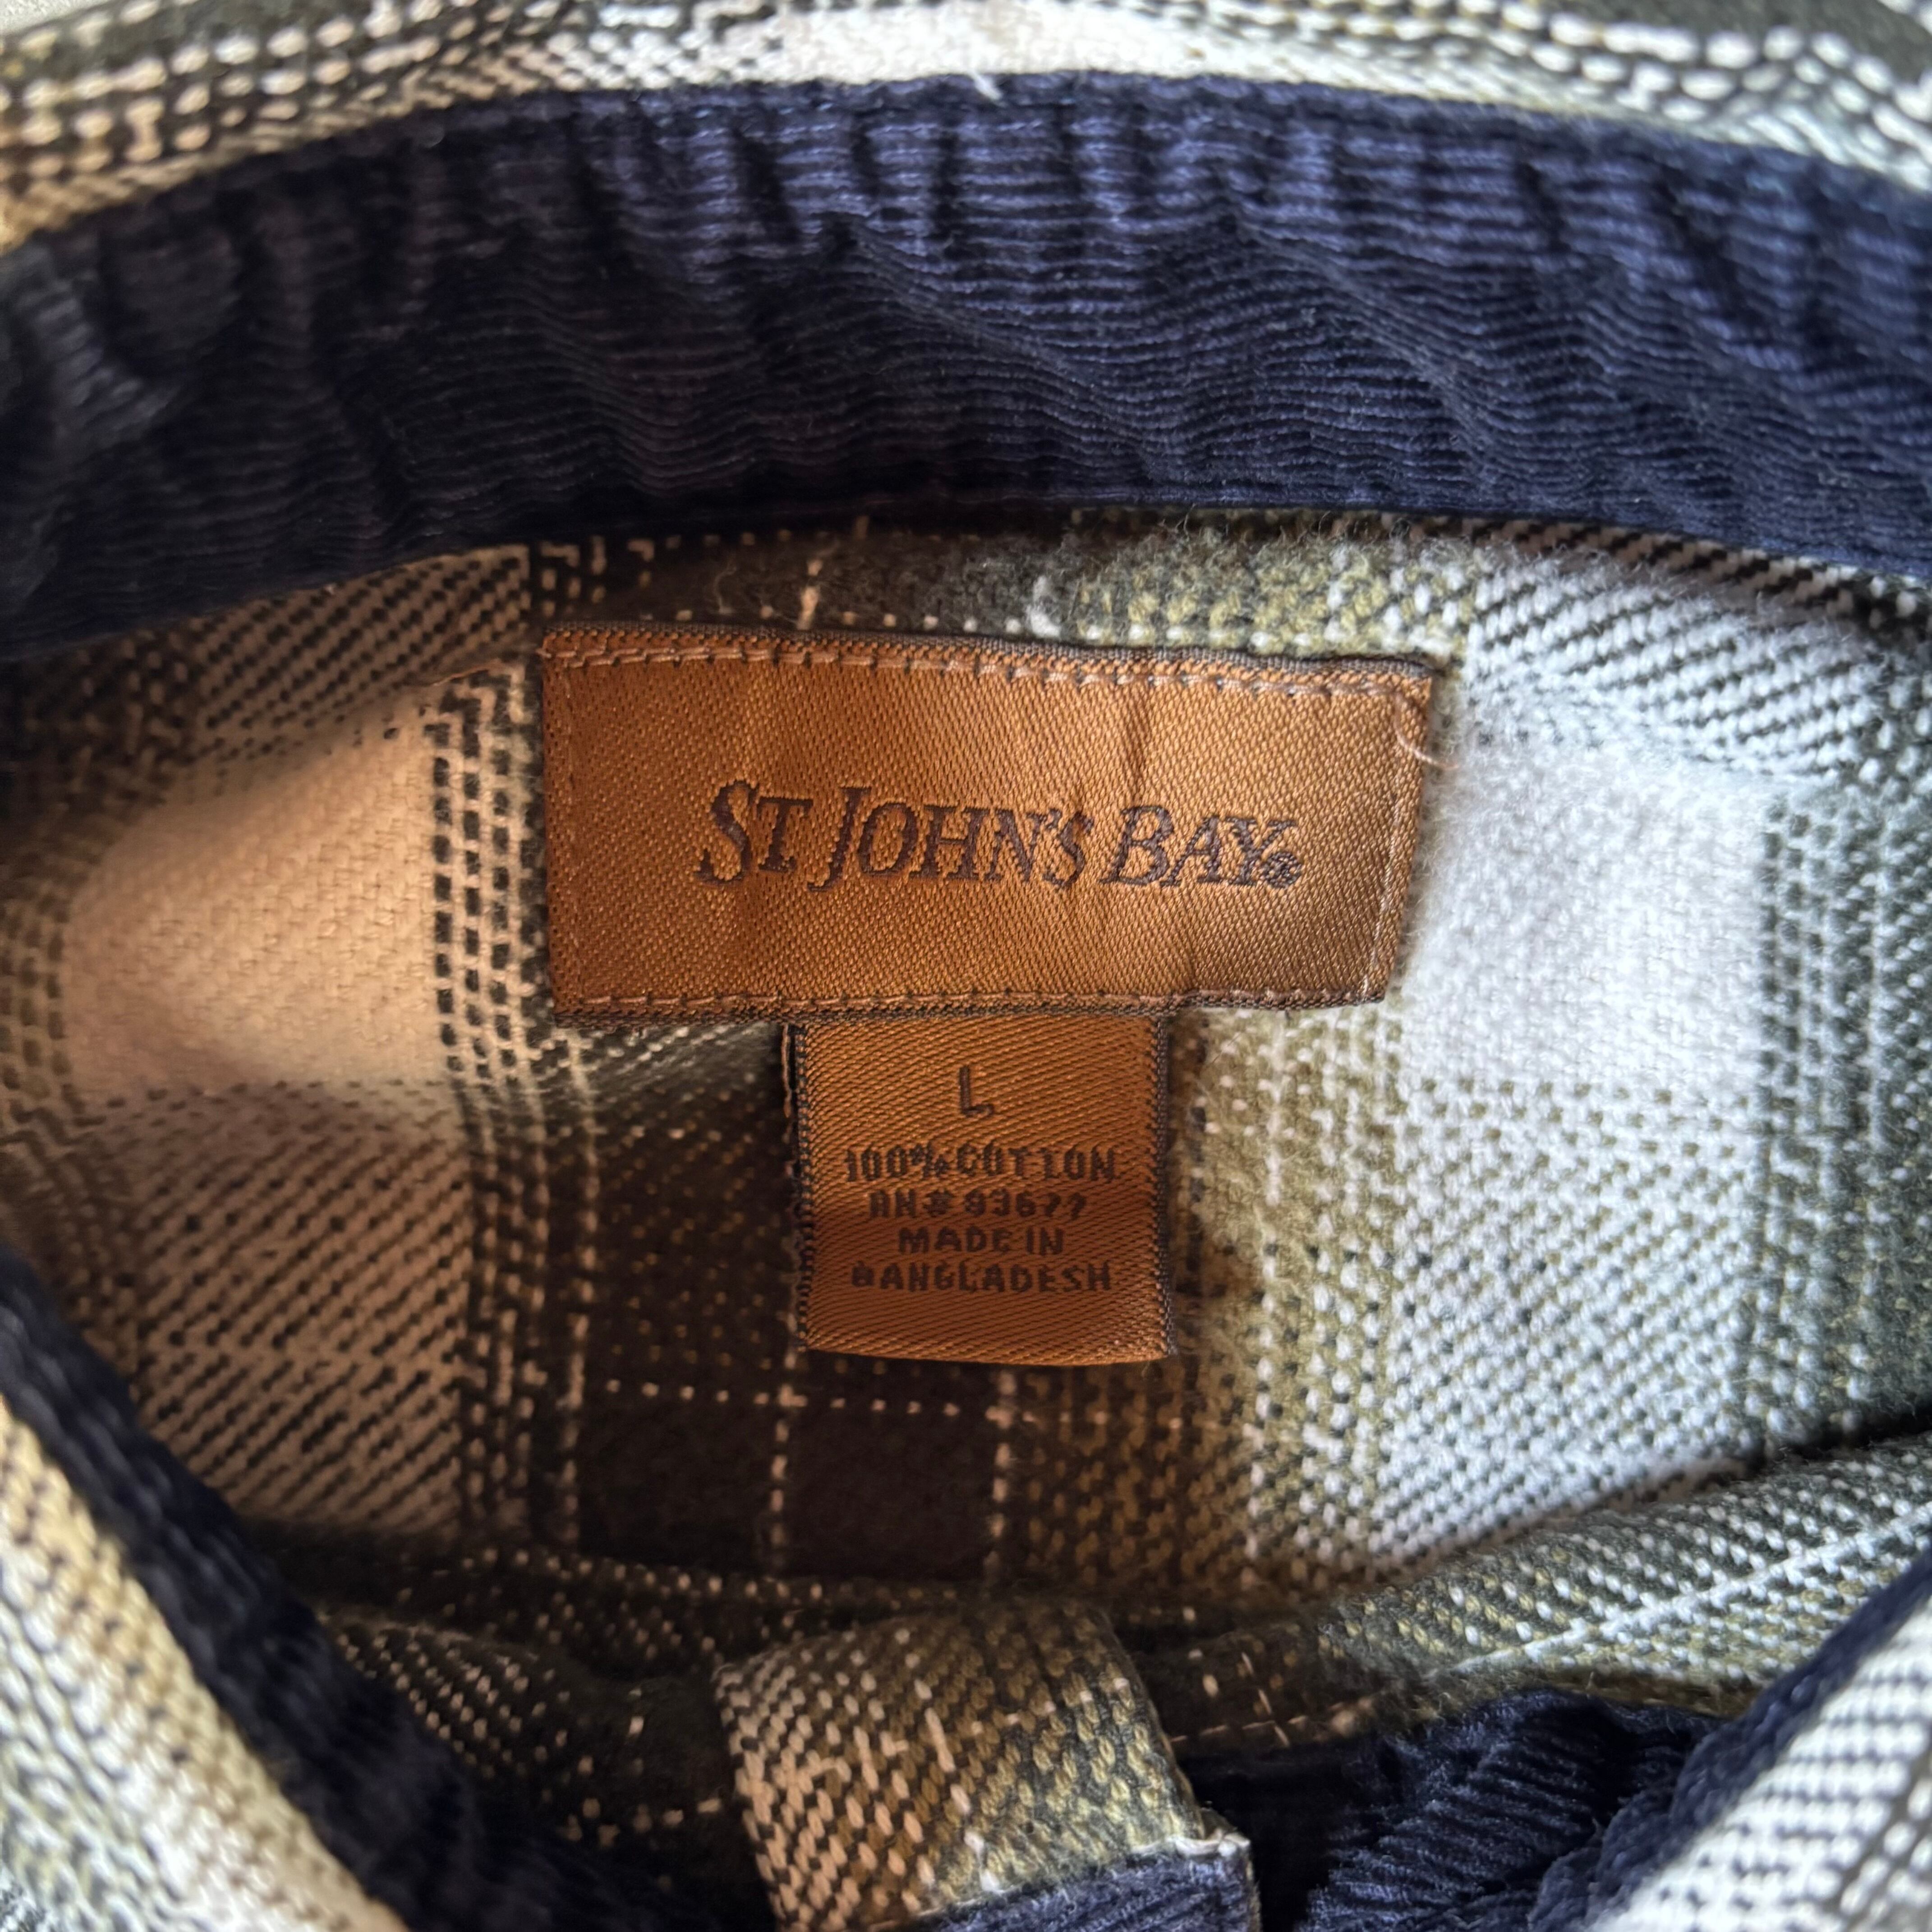 ST. JOHN'S BAY®
L
100% COTTON
RN# 93677
MADE IN
BANGLADESH